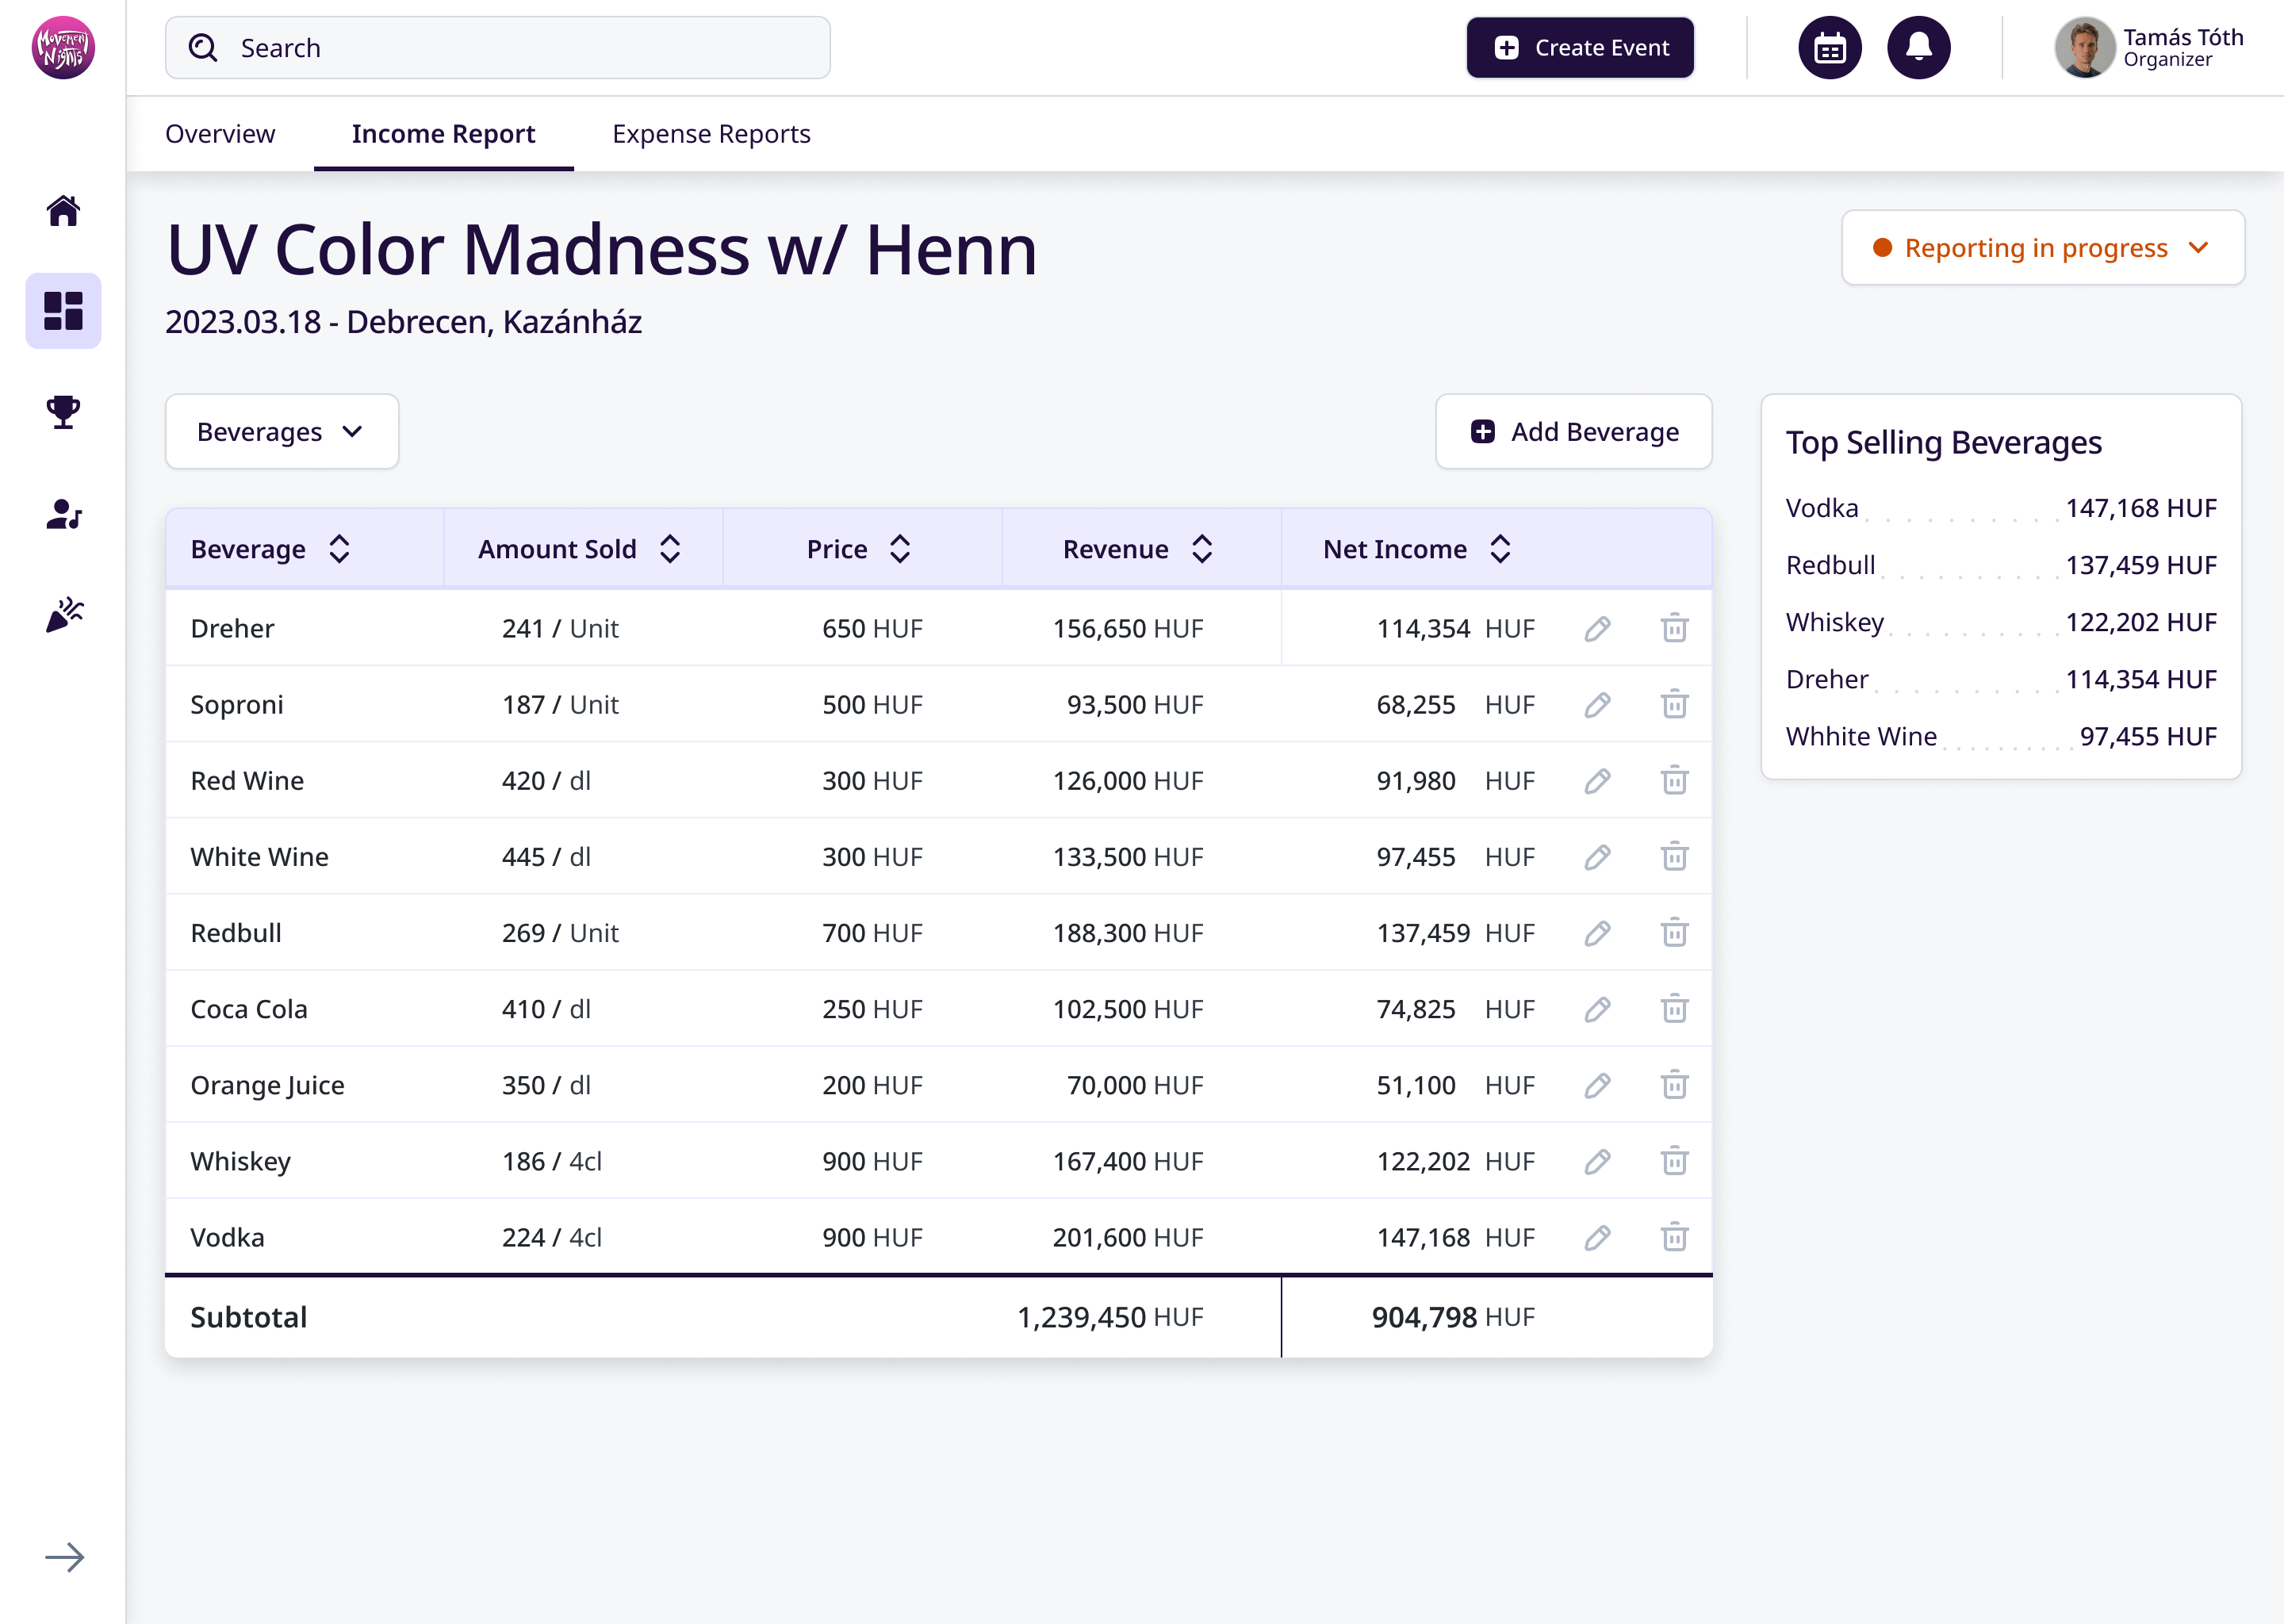 Movement Nights
Search
Create Event
Tamás Tóth
Organizer
Overview
Income Report
Expense Reports
UV Color Madness w/ Henn
Reporting in progress
2023.03.18 - Debrecen, Kazánház
Beverages
Add Beverage
Beverage Amount Sold Price Revenue Net Income
Dreher 241 / Unit 650 HUF 156,650 HUF 114,354 HUF
Soproni 187 / Unit 500 HUF 93,500 HUF 68,255 HUF
Red Wine 420 / dl 300 HUF 126,000 HUF 91,980 HUF
White Wine 445 / dl 300 HUF 133,500 HUF 97,455 HUF
Redbull 269 / Unit 700 HUF 188,300 HUF 137,459 HUF
Coca Cola 410 / dl 250 HUF 102,500 HUF 74,825 HUF
Orange Juice 350 / dl 200 HUF 70,000 HUF 51,100 HUF
Whiskey 186 / 4cl 900 HUF 167,400 HUF 122,202 HUF
Vodka 224 / 4cl 900 HUF 201,600 HUF 147,168 HUF
Subtotal 1,239,450 HUF 904,798 HUF
Top Selling Beverages
Vodka . . . . . . . . . . 147,168 HUF
Redbull . . . . . . . . . . 137,459 HUF
Whiskey . . . . . . . . . . 122,202 HUF
Dreher . . . . . . . . . . 114,354 HUF
Whhite Wine . . . . . . . . . . 97,455 HUF